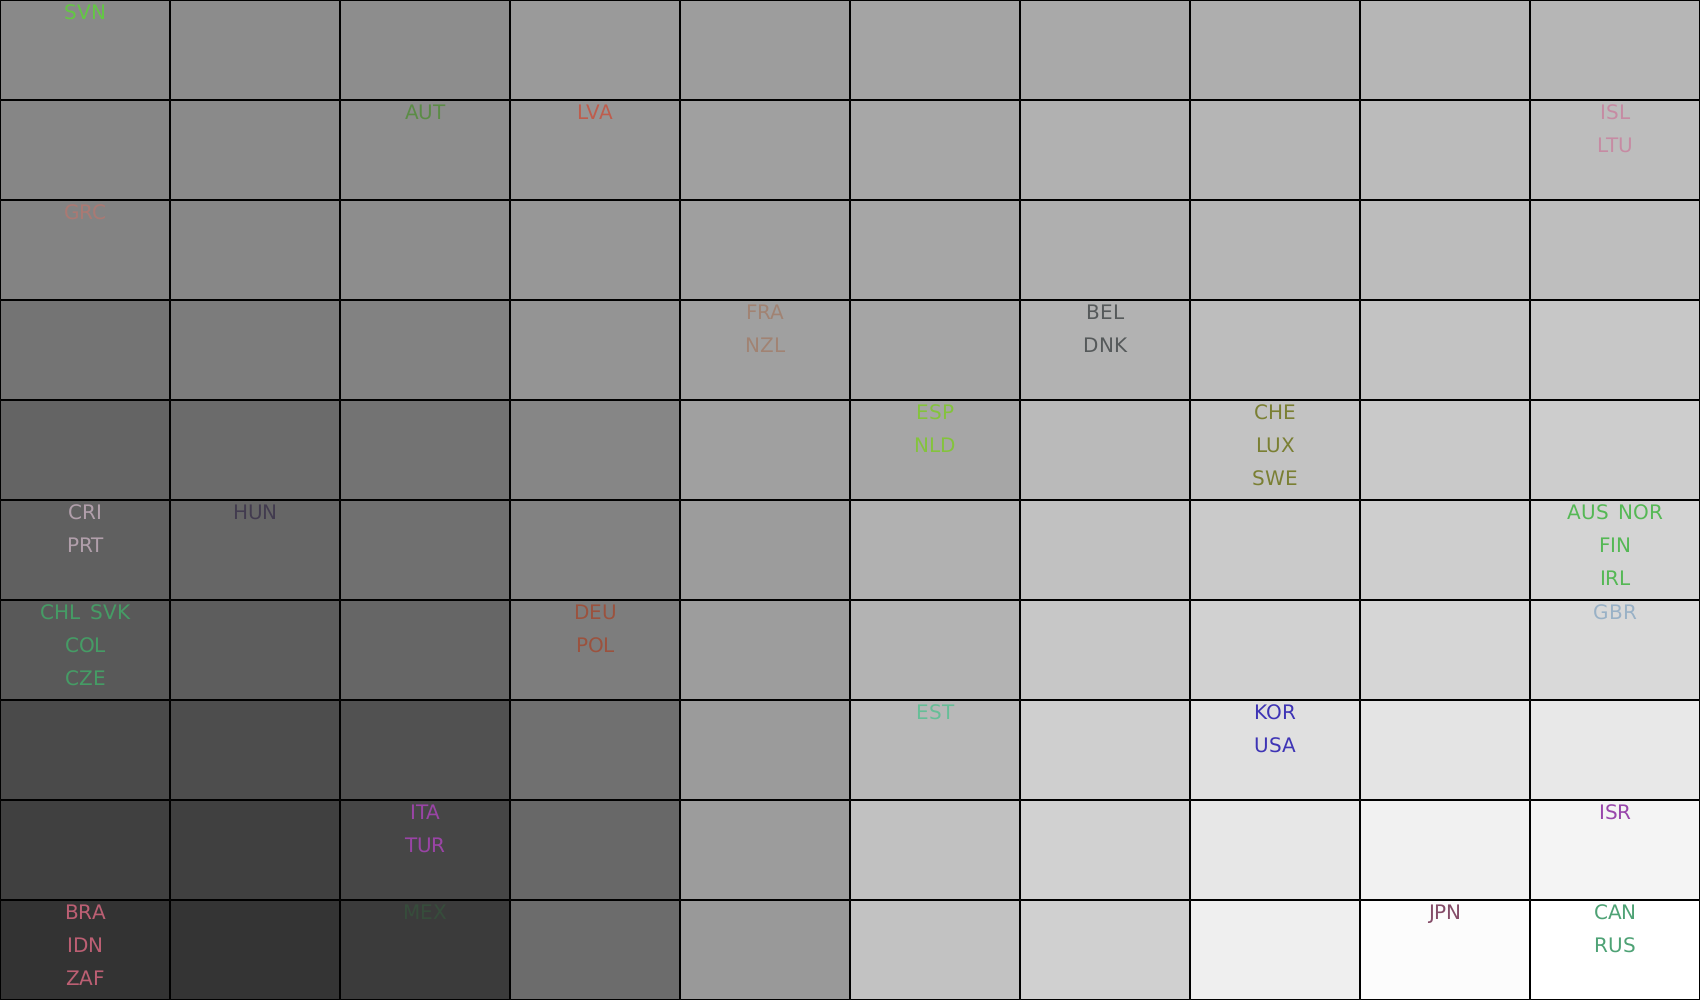 SVN
AUT LVA ISL
LTU
GRC
FRA BEL
NZL DNK
ESP CHE
NLD LUX
SWE
CRI HUN AUS NOR
PRT FIN
IRL
CHL SVK DEU GBR
COL POL
CZE
EST KOR
USA
ITA ISR
TUR
BRA MEX JPN CAN
IDN RUS
ZAF